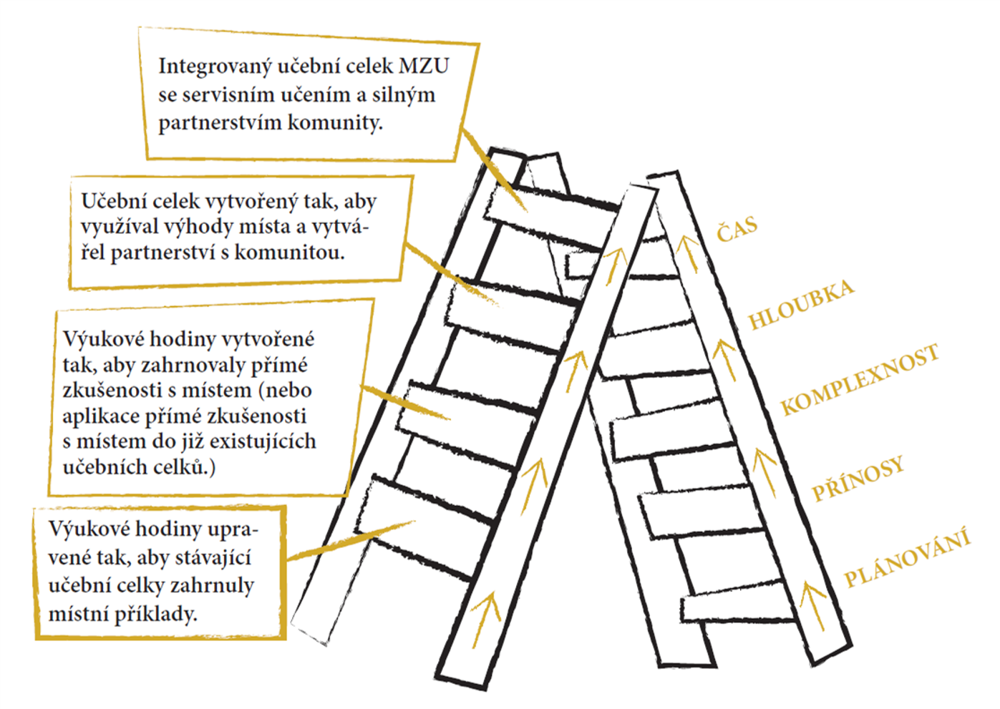 Integrovaný učební celek MZU
se servisním učením a silným
partnerstvím komunity.
Učební celek vytvořený tak, aby
využíval výhody místa a vytvá-
řel partnerství s komunitou.
Výukové hodiny vytvořené
tak, aby zahrnovaly přímé
zkušenosti s místem (nebo
aplikace přímé zkušenosti
s místem do již existujících
učebních celků.)
Výukové hodiny upra-
vené tak, aby stávající
učební celky zahrnuly
místní příklady.
ČAS
HLOUBKA
KOMPLEXNOST
PŘÍNOSY
PLÁNOVÁNÍ